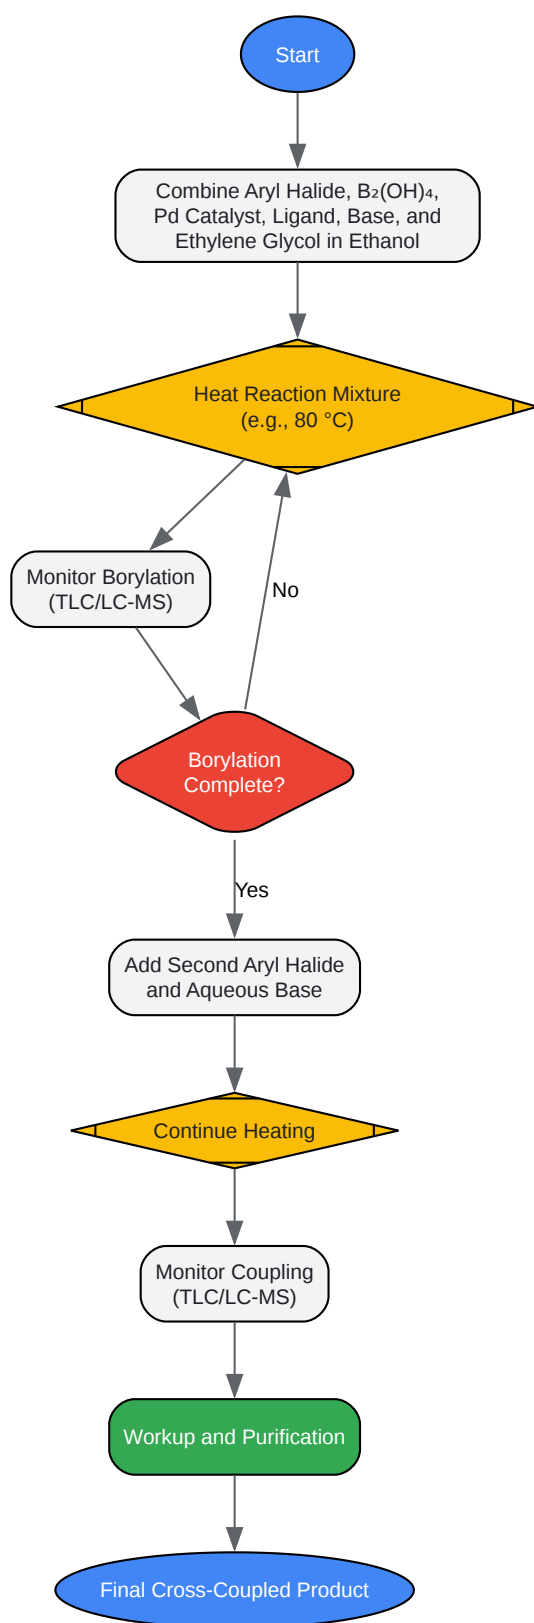 Start
Combine Aryl Halide, B₂(OH)₄,
Pd Catalyst, Ligand, Base, and
Ethylene Glycol in Ethanol
Heat Reaction Mixture
(e.g., 80 °C)
Monitor Borylation
(TLC/LC-MS)
No
Borylation
Complete?
Yes
Add Second Aryl Halide
and Aqueous Base
Continue Heating
Monitor Coupling
(TLC/LC-MS)
Workup and Purification
Final Cross-Coupled Product